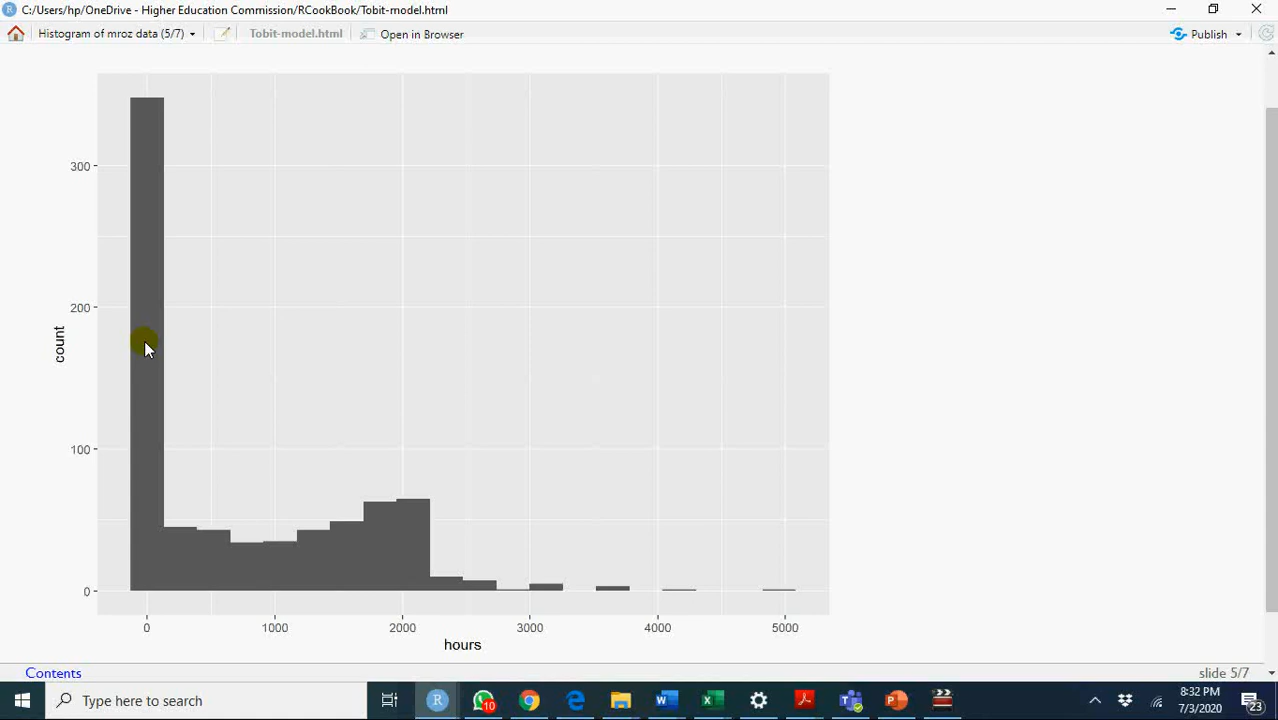 C:/Users/hp/OneDrive - Higher Education Commission/RCookBook/Tobit-model.html
Histogram of mroz data (5/7) Tobit-model.html Open in Browser Publish
300
200
100
0
count
0 1000 2000 3000 4000 5000
hours
Contents slide 5/7
Type here to search
R
10
8:32 PM
7/3/2020
23